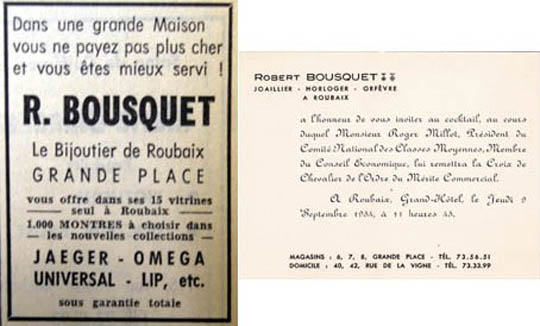 Dans une grande Maison
vous ne payez pas plus cher
et vous êtes mieux servi !
R. BOUSQUET
Le Bijoutier de Roubaix
GRANDE PLACE
vous offre dans ses 15 vitrines
seul à Roubaix
1.000 MONTRES à choisir dans
les nouvelles collections
JAEGER - OMEGA
UNIVERSAL - LIP, etc.
sous garantie totale
ROBERT BOUSQUET
JOAILLIER - HORLOGER - ORFÈVRE
A ROUBAIX
a l'honneur de vous inviter au cocktail, au cours
duquel Monsieur Roger Millot, Président du
Comité National des Classes Moyennes, Membre
du Conseil Economique, lui remettra la Croix de
Chevalier de l'Ordre du Mérite Commercial.
A Roubaix, Grand-Hôtel, le Jeudi 9
Septembre 1954, à 11 heures 45.
MAGASINS : 6, 7, 8, GRANDE PLACE - TÉL. 73.56.51
DOMICILE : 40, 42, RUE DE LA VIGNE - TÉL. 73.33.99